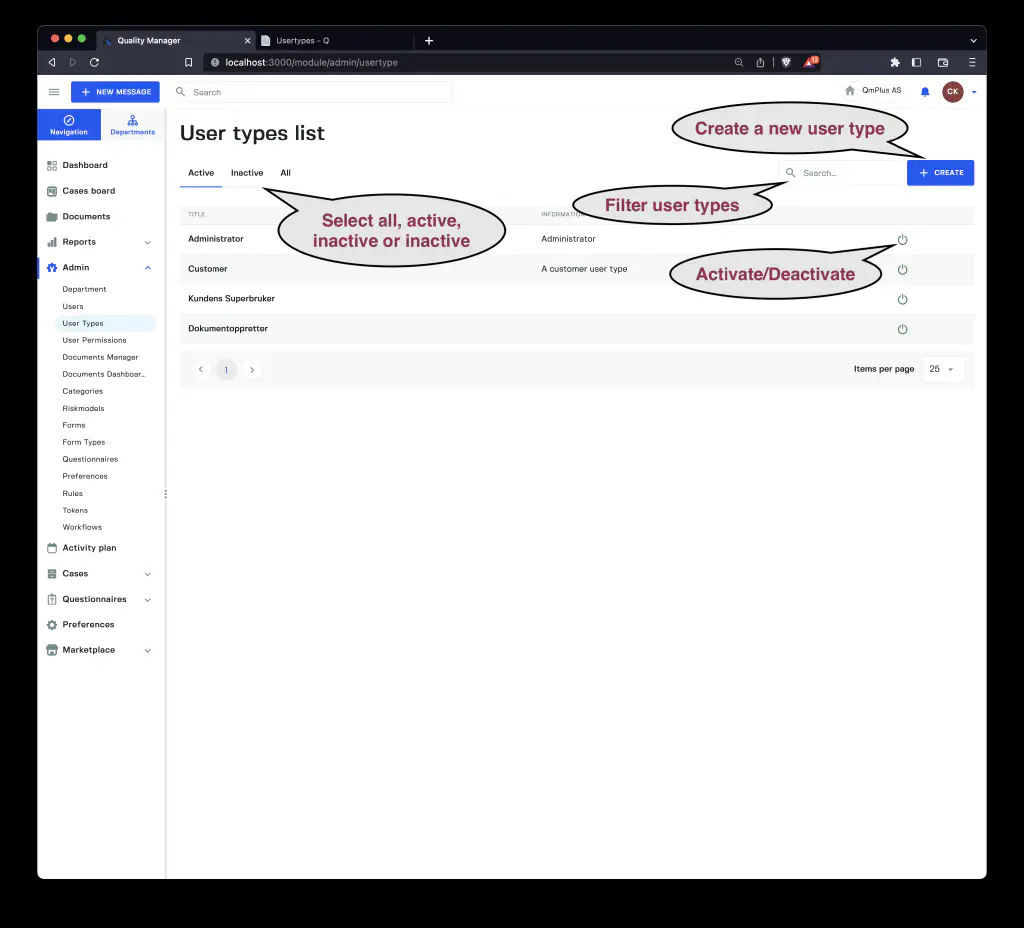 Quality Manager
Usertypes - Q
localhost:3000/module/admin/usertype
12
NEW MESSAGE
Search
QmPlus AS
CK
Navigation
Departments
User types list
Create a new user type
Active
Inactive
All
Search...
CREATE
Filter user types
Select all, active,
inactive or inactive
TITLE
INFORMATION
Administrator
Administrator
Customer
A customer user type
Activate/Deactivate
Kundens Superbruker
Dokumentoppretter
1
Items per page
25
Dashboard
Cases board
Documents
Reports
Admin
Department
Users
User Types
User Permissions
Documents Manager
Documents Dashboar...
Categories
Riskmodels
Forms
Form Types
Questionnaires
Preferences
Rules
Tokens
Workflows
Activity plan
Cases
Questionnaires
Preferences
Marketplace